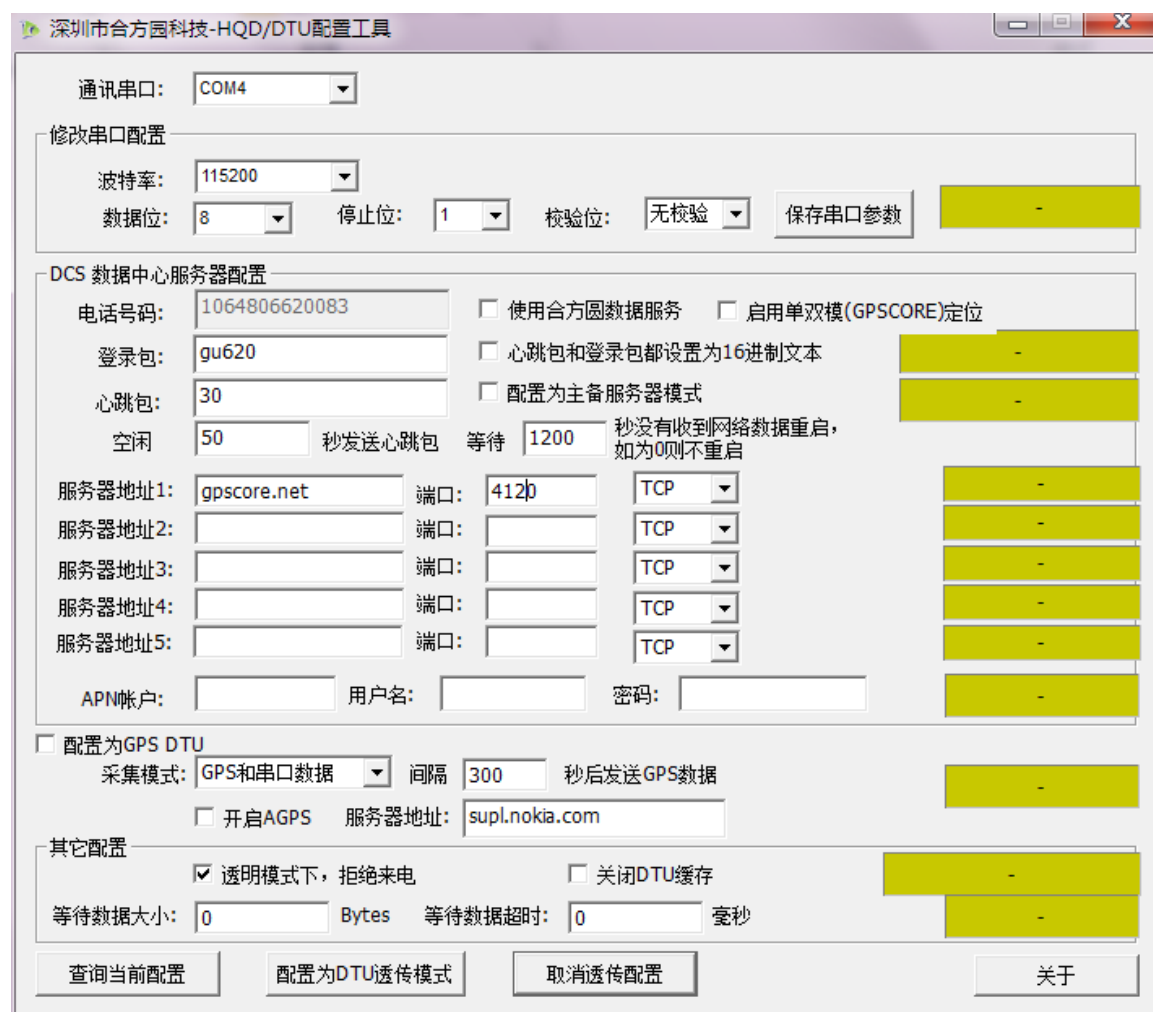 深圳市合方园科技-HQD/DTU配置工具
通讯串口: COM4
修改串口配置
波特率: 115200
数据位: 8 停止位: 1 校验位: 无校验 保存串口参数 -
DCS 数据中心服务器配置
电话号码: 1064806620083 使用合方圆数据服务 启用单双模(GPSCORE)定位
登录包: gu620 心跳包和登录包都设置为16进制文本 -
心跳包: 30 配置为主备服务器模式 -
空闲 50 秒发送心跳包 等待 1200 秒没有收到网络数据重启,
如为0则不重启
服务器地址1: gpscore.net 端口: 4120 TCP -
服务器地址2: 端口: TCP -
服务器地址3: 端口: TCP -
服务器地址4: 端口: TCP -
服务器地址5: 端口: TCP -
APN帐户: 用户名: 密码: -
配置为GPS DTU
采集模式: GPS和串口数据 间隔 300 秒后发送GPS数据 -
开启AGPS 服务器地址: supl.nokia.com
其它配置
透明模式下，拒绝来电 关闭DTU缓存 -
等待数据大小: 0 Bytes 等待数据超时: 0 毫秒 -
查询当前配置 配置为DTU透传模式 取消透传配置 关于